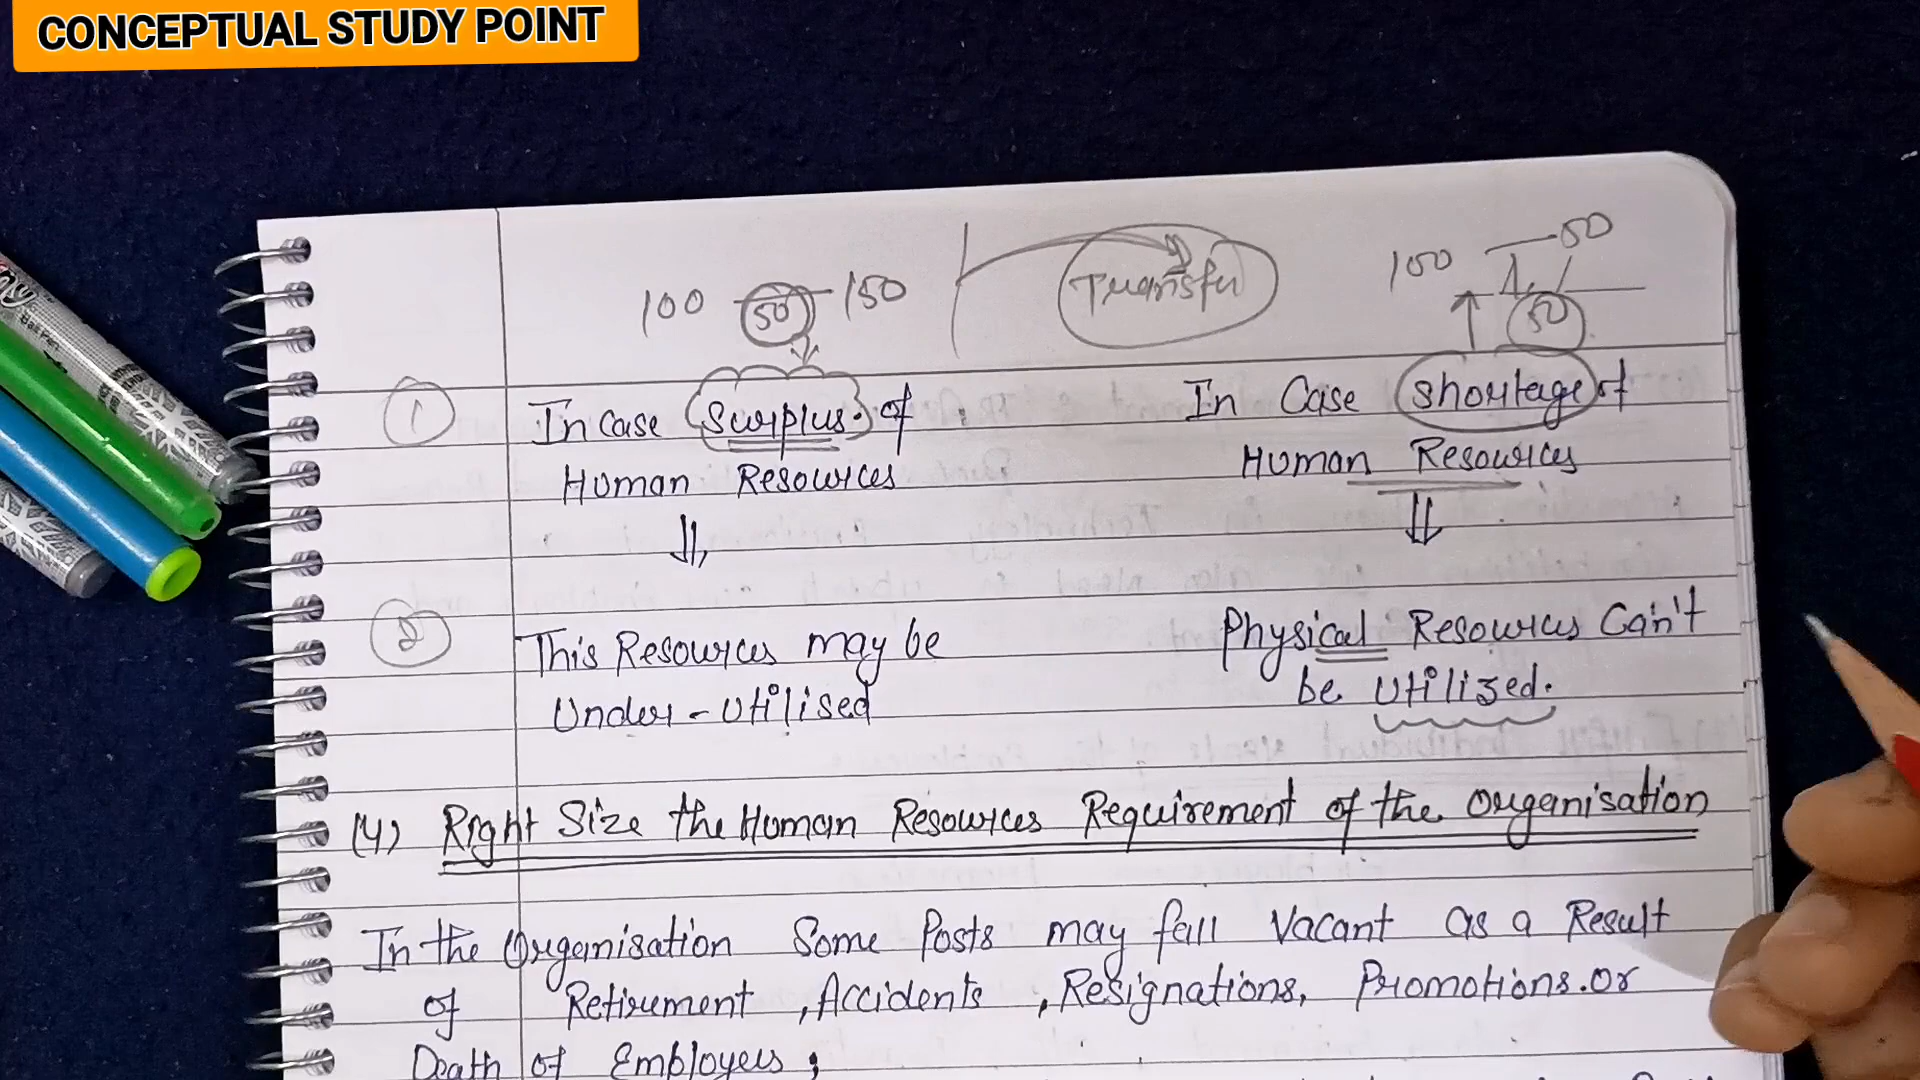 CONCEPTUAL STUDY POINT
100 50 150 Transfer 100 50
50
1 In case Surplus. of In Case shortage of
Human Resources Human Resources
2 This Resources may be Physical Resources Can't
Under-utilised be Utilized.
(4) Right Size the Human Resources Requirement of the Organisation
In the Organisation Some Posts may fall Vacant as a Result
of Retirement, Accidents, Resignations, Promotions. or
Death of Employees;